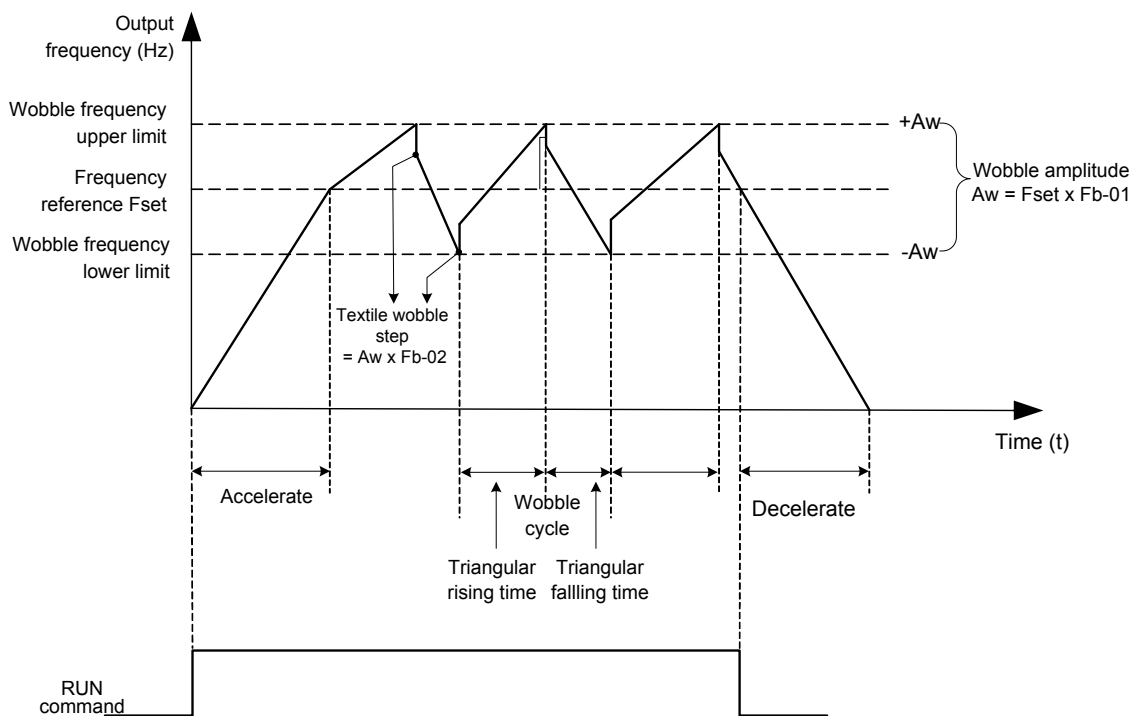 Output
frequency (Hz)
Wobble frequency
upper limit
+Aw
Frequency
reference Fset
Wobble amplitude
Aw = Fset x Fb-01
Wobble frequency
lower limit
-Aw
Textile wobble
step
= Aw x Fb-02
Time (t)
Accelerate
Wobble
cycle
Decelerate
Triangular
rising time
Triangular
fallling time
RUN
command